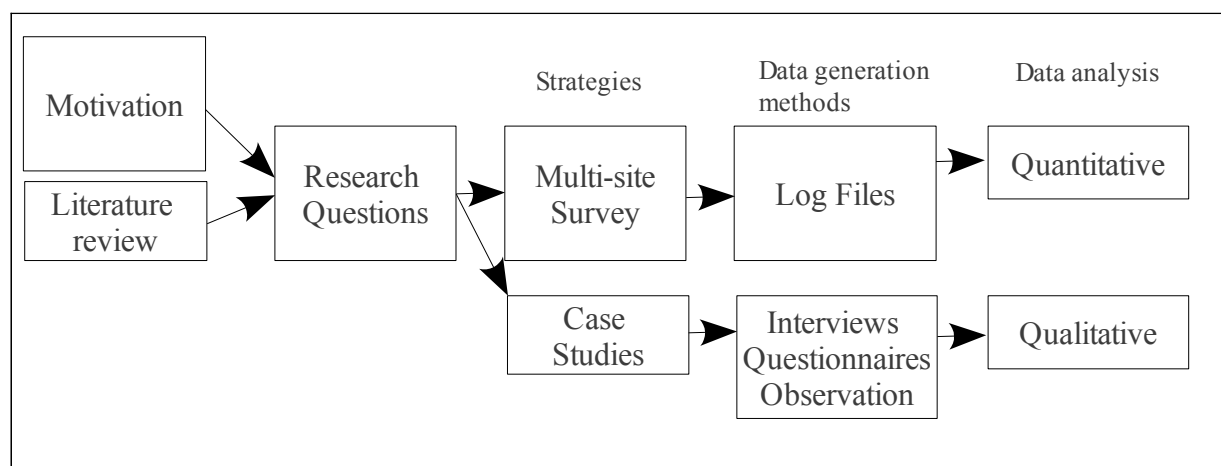 Motivation
Literature
review
Research
Questions
Strategies
Multi-site
Survey
Case
Studies
Data generation
methods
Log Files
Interviews
Questionnaires
Observation
Data analysis
Quantitative
Qualitative